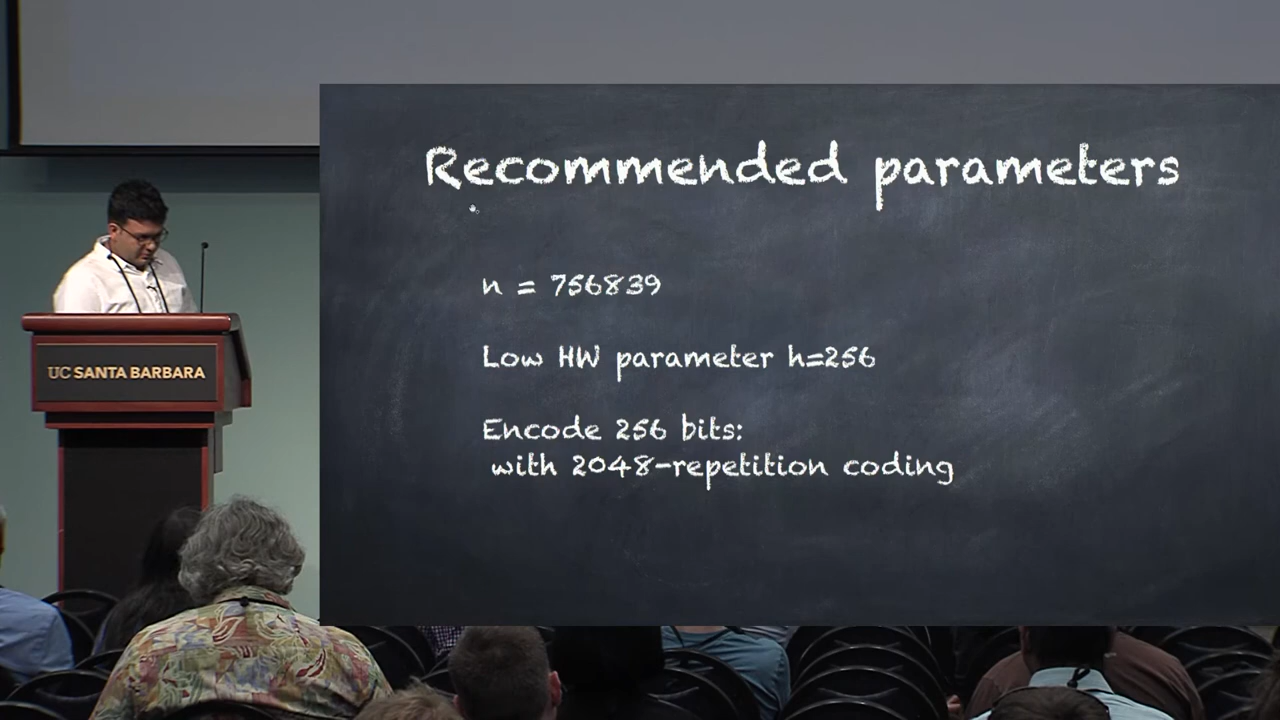 Recommended parameters
n = 756839
Low HW parameter h=256
Encode 256 bits:
with 2048-repetition coding
UC SANTA BARBARA